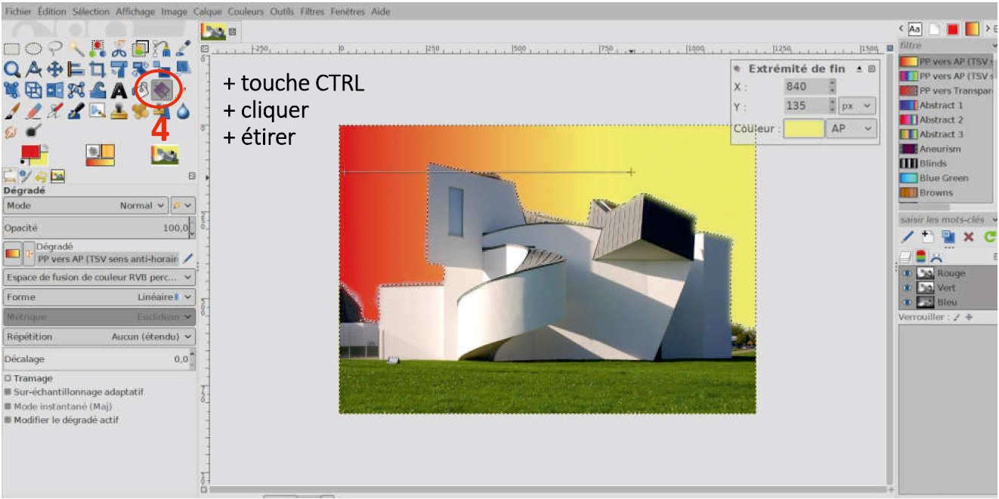 Fichier Édition Sélection Affichage Image Calque Couleurs Outils Filtres Fenêtres Aide
-250
0
250
500
750
1000
1250
1500
4
+ touche CTRL
+ cliquer
+ étirer
Extrémité de fin
X : 840
Y : 135 px
Couleur : AP
Dégradé
Mode Normal
Opacité 100,0
Dégradé
PP vers AP (TSV sens anti-horair
Espace de fusion de couleur RVB perc...
Forme Linéaire
Métrique Euclidean
Répétition Aucun (étendu)
Décalage 0,0
Tramage
Sur-échantillonnage adaptatif
Mode instantané (Maj)
Modifier le dégradé actif
Aa
filtre
PP vers AP (TSV
PP vers AP (TSV s
PP vers Transpar
Abstract 1
Abstract 2
Abstract 3
Aneurism
Blinds
Blue Green
Browns
saisir les mots-clés
Rouge
Vert
Bleu
Verrouiller :